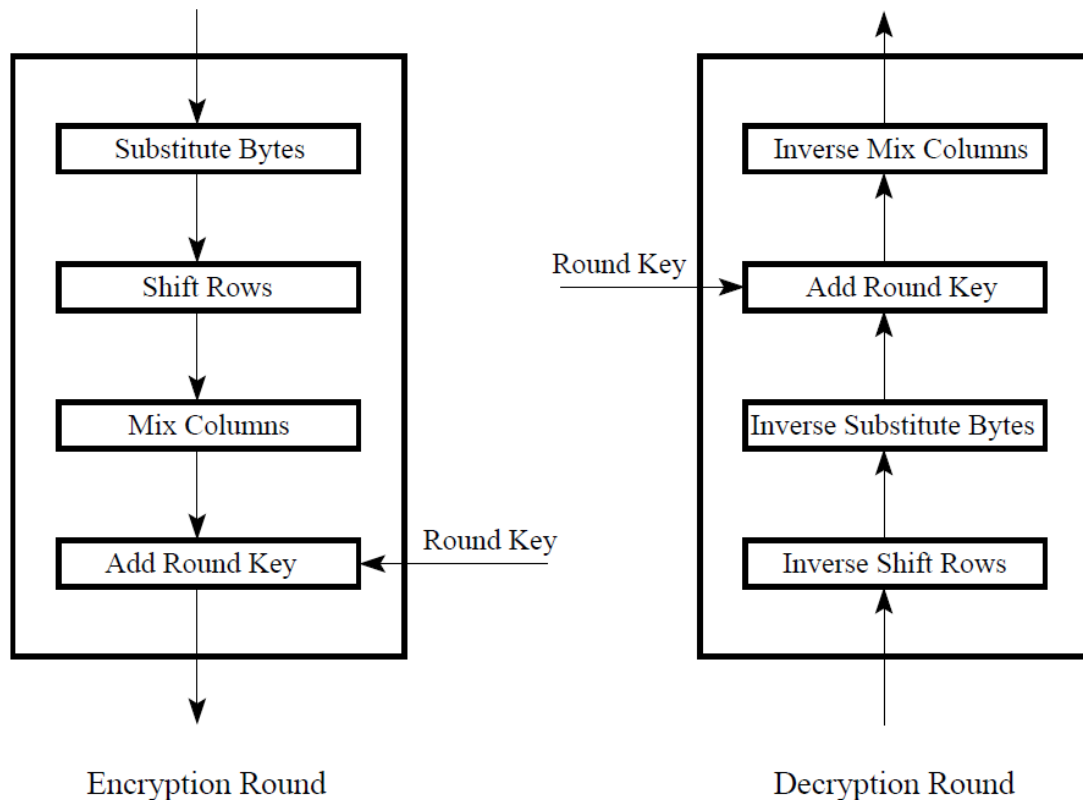 Substitute Bytes
Shift Rows
Mix Columns
Add Round Key
Round Key
Encryption Round
Inverse Mix Columns
Round Key
Add Round Key
Inverse Substitute Bytes
Inverse Shift Rows
Decryption Round